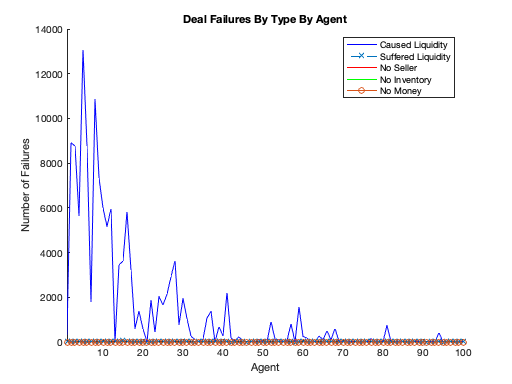 Deal Failures By Type By Agent
14000
12000
10000
8000
6000
4000
2000
0
Number of Failures
Caused Liquidity
Suffered Liquidity
No Seller
No Inventory
No Money
10 20 30 40 50 60 70 80 90 100
Agent